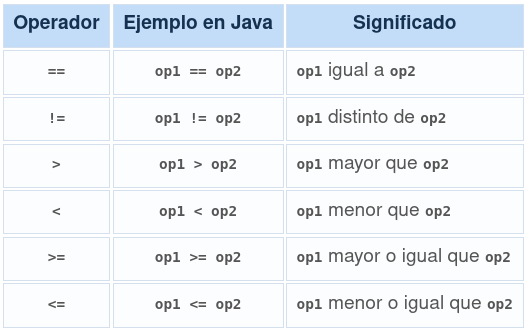 Operador Ejemplo en Java Significado
== op1 == op2 op1 igual a op2
!= op1 != op2 op1 distinto de op2
> op1 > op2 op1 mayor que op2
< op1 < op2 op1 menor que op2
>= op1 >= op2 op1 mayor o igual que op2
<= op1 <= op2 op1 menor o igual que op2